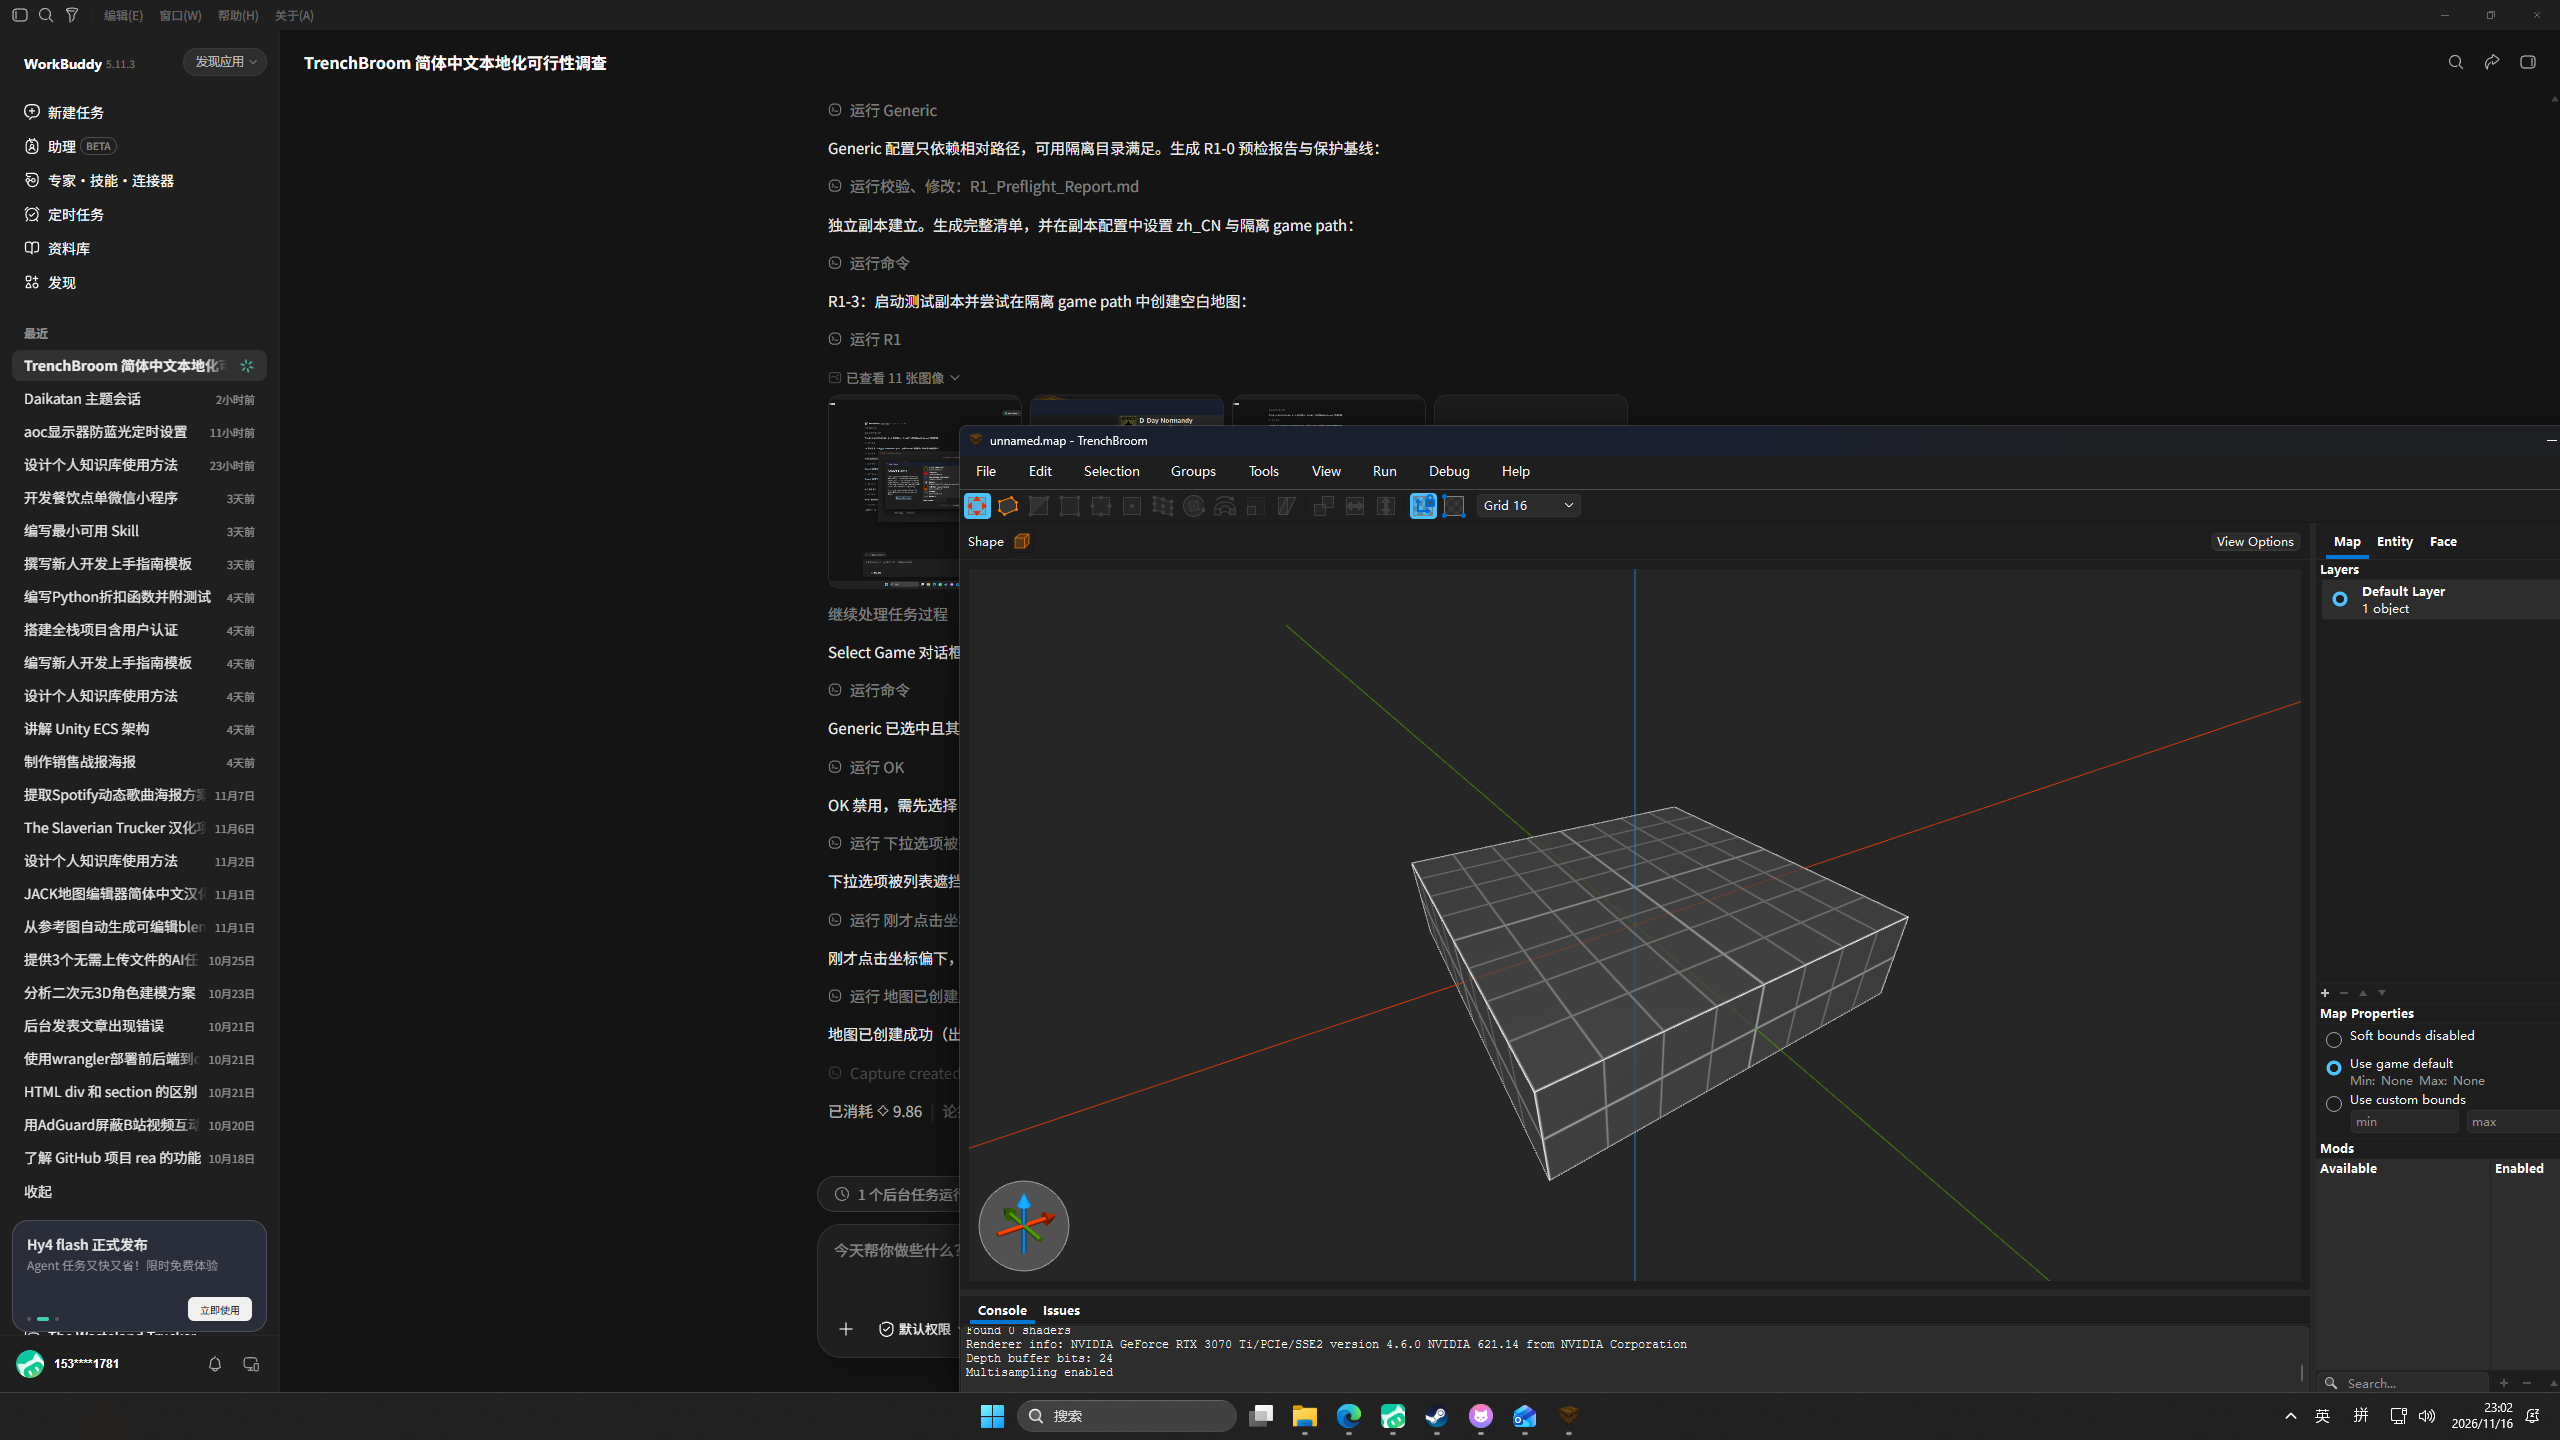 编辑(E) 窗口(W) 帮助(H) 关于(A)
WorkBuddy 5.11.3
发现应用
新建任务
助理 BETA
专家·技能·连接器
定时任务
资料库
发现
最近
TrenchBroom 简体中文本地化
Daikatan 主题会话 2小时前
aoc显示器防蓝光定时设置 11小时前
设计个人知识库使用方法 23小时前
开发餐饮点单微信小程序 3天前
编写最小可用 Skill 3天前
撰写新人开发上手指南模板 3天前
编写Python折扣函数并附测试 4天前
搭建全栈项目含用户认证 4天前
编写新人开发上手指南模板 4天前
设计个人知识库使用方法 4天前
讲解 Unity ECS 架构 4天前
制作销售战报海报 4天前
提取Spotify动态歌曲海报方案 11月7日
The Slaverian Trucker 汉化项 11月6日
设计个人知识库使用方法 11月2日
JACK地图编辑器简体中文汉化 11月1日
从参考图自动生成可编辑blen 11月1日
提供3个无需上传文件的AI任 10月25日
分析二次元3D角色建模方案 10月23日
后台发表文章出现错误 10月21日
使用wrangler部署前后端到c 10月21日
HTML div 和 section 的区别 10月21日
用AdGuard屏蔽B站视频互动 10月20日
了解 GitHub 项目 rea 的功能 10月18日
收起
Hy4 flash 正式发布
Agent 任务又快又省！限时免费体验
立即使用
The Wasteland Trucker
153****1781
TrenchBroom 简体中文本地化可行性调查
运行 Generic
Generic 配置只依赖相对路径，可用隔离目录满足。生成 R1-0 预检报告与保护基线：
运行校验、修改：R1_Preflight_Report.md
独立副本建立。生成完整清单，并在副本配置中设置 zh_CN 与隔离 game path：
运行命令
R1-3：启动测试副本并尝试在隔离 game path 中创建空白地图：
运行 R1
已查看 11 张图像
D Day Normandy
继续处理任务过程
Select Game 对话框
运行命令
Generic 已选中且其
运行 OK
OK 禁用，需先选择
运行 下拉选项被
下拉选项被列表遮挡
运行 刚才点击坐
刚才点击坐标偏下，
运行 地图已创建
地图已创建成功（出
Capture created
已消耗 9.86
1 个后台任务运行
今天帮你做些什么？
默认权限
unnamed.map - TrenchBroom
File Edit Selection Groups Tools View Run Debug Help
Grid 16
Shape
View Options
Map Entity Face
Layers
Default Layer
1 object
Map Properties
Soft bounds disabled
Use game default
Min: None Max: None
Use custom bounds
min max
Mods
Available Enabled
Search...
Console Issues
Found 0 shaders
Renderer info: NVIDIA GeForce RTX 3070 Ti/PCIe/SSE2 version 4.6.0 NVIDIA 621.14 from NVIDIA Corporation
Depth buffer bits: 24
Multisampling enabled
搜索
英 拼
23:02
2026/11/16